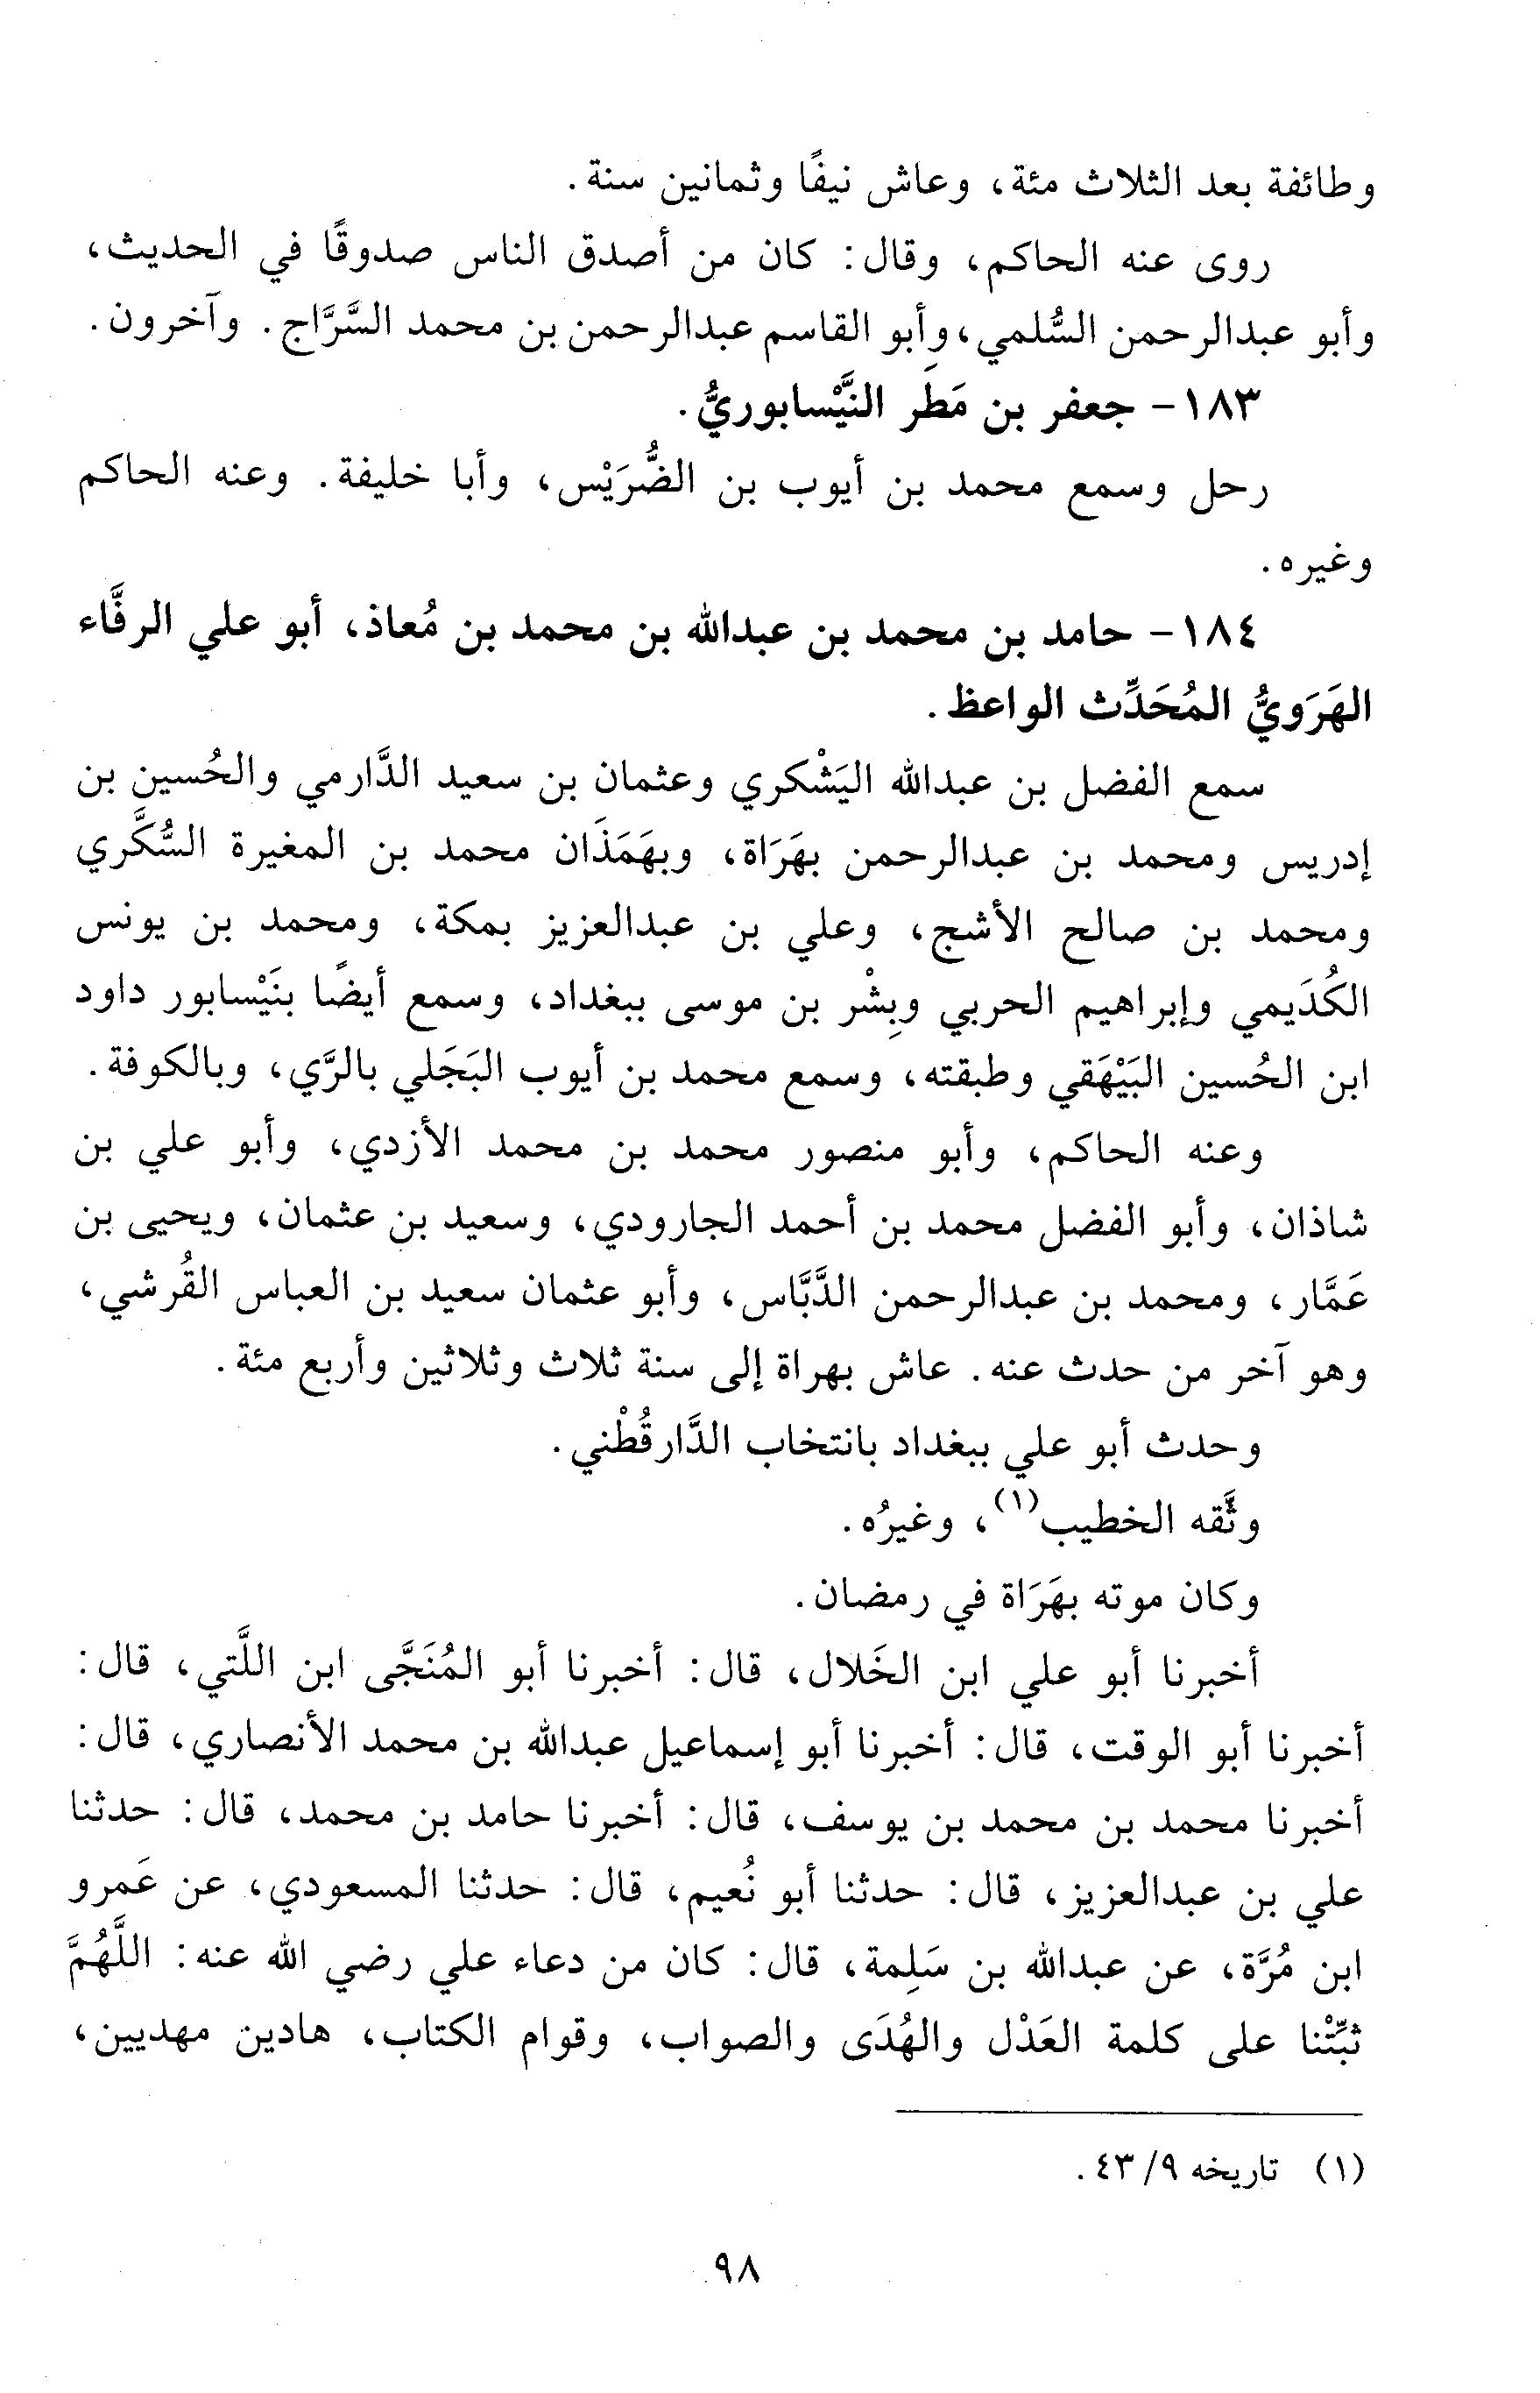 وطائفة بعد الثلاث مئة، وعاش نيفًا وثمانين سنة.
روى عنه الحاكم، وقال: كان من أصدق الناس صدوقًا في الحديث،
وأبو عبدالرحمن السُّلمي، وأبو القاسم عبدالرحمن بن محمد السَّرَّاج. وآخرون.
١٨٣- جعفر بن مَطَرِ النَّيْسابوريُّ.
رحل وسمع محمد بن أيوب بن الضُّرَيْس، وأبا خليفة. وعنه الحاكم
وغيره.
١٨٤- حامد بن محمد بن عبدالله بن محمد بن مُعاذ، أبو علي الرفَّاء
الهَرَويُّ المُحَدِّث الواعظ.
سمع الفضل بن عبدالله اليَشْكري وعثمان بن سعيد الدَّارمي والحُسين بن
إدريس ومحمد بن عبدالرحمن بهَرَاة، وبهَمَذَان محمد بن المغيرة السُّكَّري
ومحمد بن صالح الأشج، وعلي بن عبدالعزيز بمكة، ومحمد بن يونس
الكُدَيمي وإبراهيم الحربي وبِشْر بن موسى ببغداد، وسمع أيضًا بنَيْسابور داود
ابن الحُسين البَيْهَقي وطبقته، وسمع محمد بن أيوب البَجَلي بالرَّي، وبالكوفة.
وعنه الحاكم، وأبو منصور محمد بن محمد الأزدي، وأبو علي بن
شاذان، وأبو الفضل محمد بن أحمد الجارودي، وسعيد بن عثمان، ويحيى بن
عَمَّار، ومحمد بن عبدالرحمن الدَّبَّاس، وأبو عثمان سعيد بن العباس القُرشي،
وهو آخر من حدث عنه. عاش بهراة إلى سنة ثلاث وثلاثين وأربع مئة.
وحدث أبو علي ببغداد بانتخاب الدَّارقُطْني.
وثَّقه الخطيب(١)، وغيرُه.
وكان موته بهَرَاة في رمضان.
أخبرنا أبو علي ابن الخَلال، قال: أخبرنا أبو المُنَجَّى ابن اللَّتي، قال:
أخبرنا أبو الوقت، قال: أخبرنا أبو إسماعيل عبدالله بن محمد الأنصاري، قال:
أخبرنا محمد بن محمد بن يوسف، قال: أخبرنا حامد بن محمد، قال: حدثنا
علي بن عبدالعزيز، قال: حدثنا أبو نُعيم، قال: حدثنا المسعودي، عن عَمرو
ابن مُرَّة، عن عبدالله بن سَلِمة، قال: كان من دعاء علي رضي الله عنه: اللَّهُمَّ
ثبِّتْنا على كلمة العَدْل والهُدَى والصواب، وقوام الكتاب، هادين مهديين،
(١) تاريخه ٩/ ٤٣.
٩٨